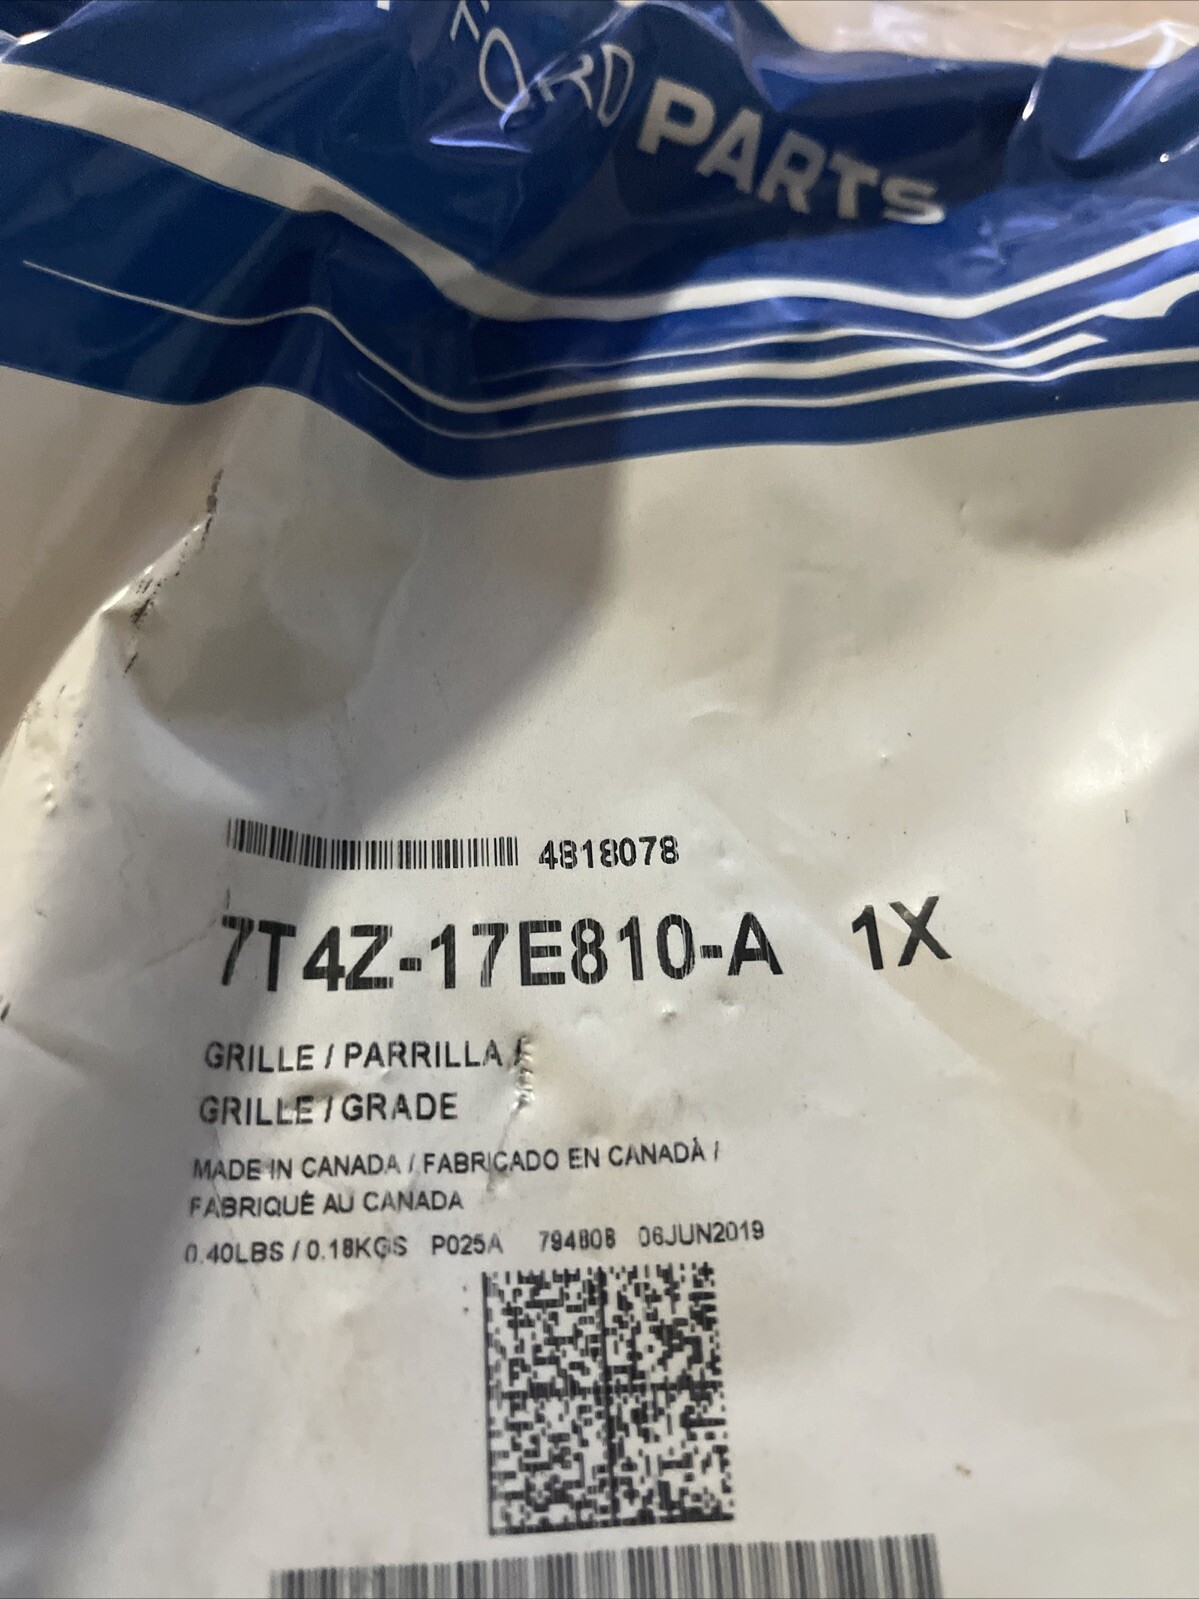 FORD PARTS
4818078
7T4Z-17E810-A 1X
GRILLE / PARRILLA /
GRILLE / GRADE
MADE IN CANADA / FABRICADO EN CANADÁ /
FABRIQUÉ AU CANADA
0.40LBS / 0.18KGS P025A 794808 06JUN2019